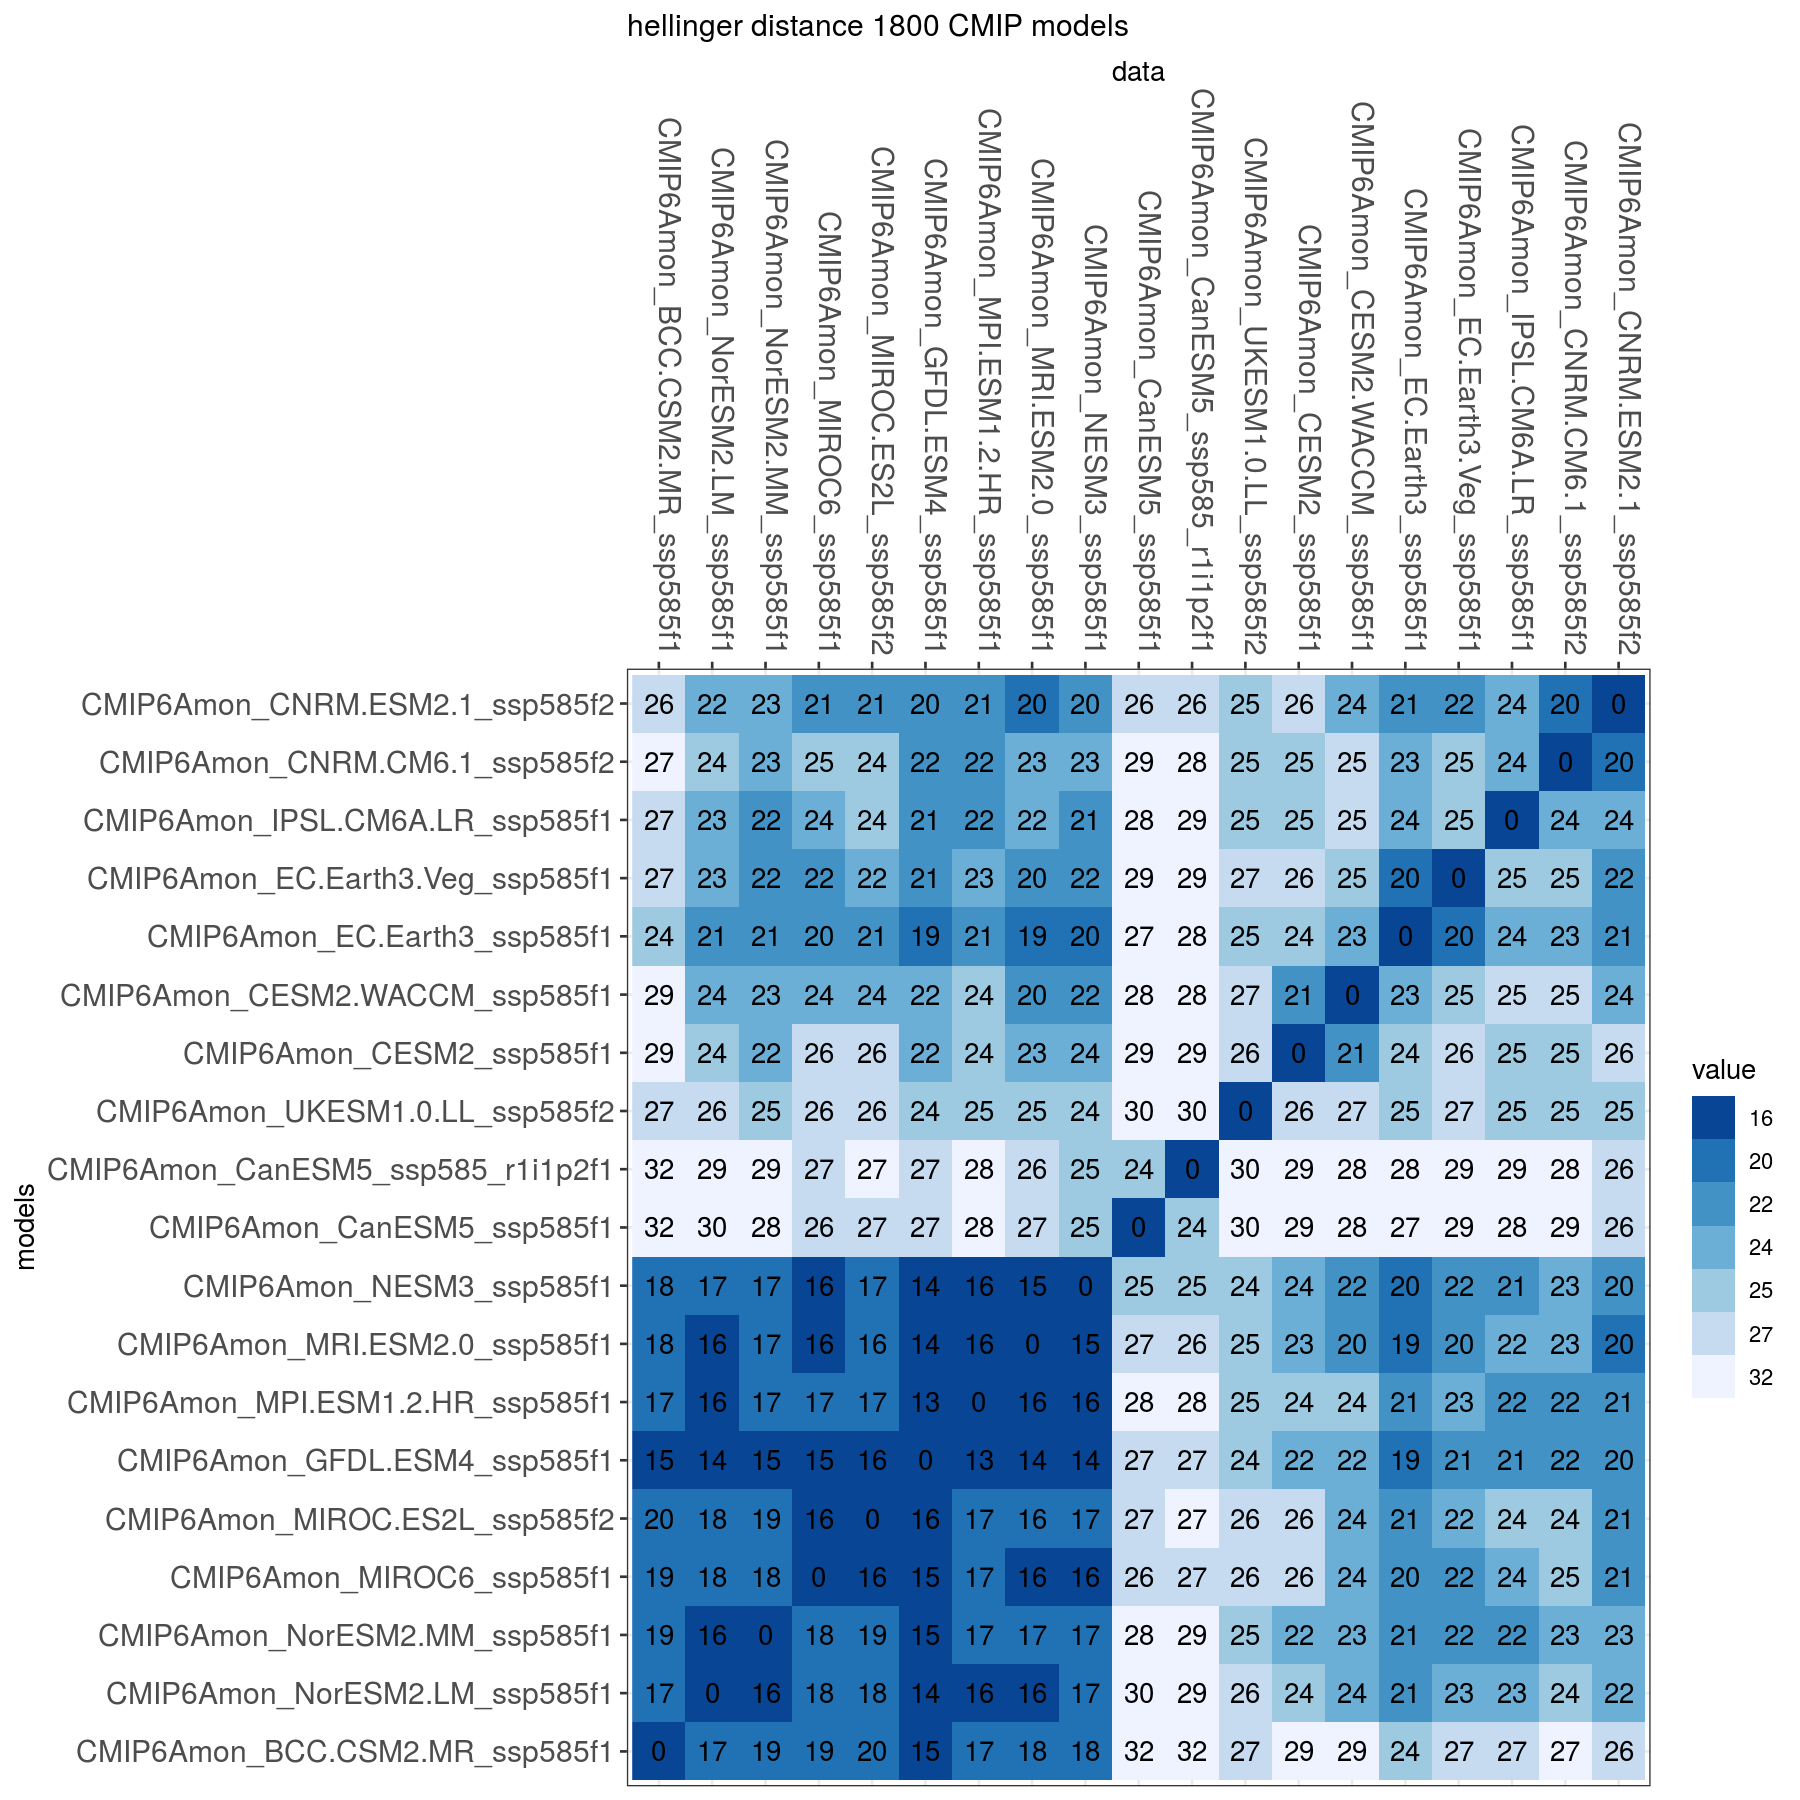 hellinger distance 1800 CMIP models
data
CMIP6Amon_BCC.CSM2.MR_ssp585f1
CMIP6Amon_NorESM2.LM_ssp585f1
CMIP6Amon_NorESM2.MM_ssp585f1
CMIP6Amon_MIROC6_ssp585f1
CMIP6Amon_MIROC.ES2L_ssp585f2
CMIP6Amon_GFDL.ESM4_ssp585f1
CMIP6Amon_MPI.ESM1.2.HR_ssp585f1
CMIP6Amon_MRI.ESM2.0_ssp585f1
CMIP6Amon_NESM3_ssp585f1
CMIP6Amon_CanESM5_ssp585f1
CMIP6Amon_CanESM5_ssp585_r1i1p2f1
CMIP6Amon_UKESM1.0.LL_ssp585f2
CMIP6Amon_CESM2_ssp585f1
CMIP6Amon_CESM2.WACCM_ssp585f1
CMIP6Amon_EC.Earth3_ssp585f1
CMIP6Amon_EC.Earth3.Veg_ssp585f1
CMIP6Amon_IPSL.CM6A.LR_ssp585f1
CMIP6Amon_CNRM.CM6.1_ssp585f2
CMIP6Amon_CNRM.ESM2.1_ssp585f2
CMIP6Amon_CNRM.ESM2.1_ssp585f2 26 22 23 21 21 20 21 20 20 26 26 25 26 24 21 22 24 20 0
CMIP6Amon_CNRM.CM6.1_ssp585f2 27 24 23 25 24 22 22 23 23 29 28 25 25 25 23 25 24 0 20
CMIP6Amon_IPSL.CM6A.LR_ssp585f1 27 23 22 24 24 21 22 22 21 28 29 25 25 25 24 25 0 24 24
CMIP6Amon_EC.Earth3.Veg_ssp585f1 27 23 22 22 22 21 23 20 22 29 29 27 26 25 20 0 25 25 22
CMIP6Amon_EC.Earth3_ssp585f1 24 21 21 20 21 19 21 19 20 27 28 25 24 23 0 20 24 23 21
CMIP6Amon_CESM2.WACCM_ssp585f1 29 24 23 24 24 22 24 20 22 28 28 27 21 0 23 25 25 25 24
CMIP6Amon_CESM2_ssp585f1 29 24 22 26 26 22 24 23 24 29 29 26 0 21 24 26 25 25 26
CMIP6Amon_UKESM1.0.LL_ssp585f2 27 26 25 26 26 24 25 25 24 30 30 0 26 27 25 27 25 25 25
CMIP6Amon_CanESM5_ssp585_r1i1p2f1 32 29 29 27 27 27 28 26 25 24 0 30 29 28 28 29 29 28 26
CMIP6Amon_CanESM5_ssp585f1 32 30 28 26 27 27 28 27 25 0 24 30 29 28 27 29 28 29 26
CMIP6Amon_NESM3_ssp585f1 18 17 17 16 17 14 16 15 0 25 25 24 24 22 20 22 21 23 20
CMIP6Amon_MRI.ESM2.0_ssp585f1 18 16 17 16 16 14 16 0 15 27 26 25 23 20 19 20 22 23 20
CMIP6Amon_MPI.ESM1.2.HR_ssp585f1 17 16 17 17 17 13 0 16 16 28 28 25 24 24 21 23 22 22 21
CMIP6Amon_GFDL.ESM4_ssp585f1 15 14 15 15 16 0 13 14 14 27 27 24 22 22 19 21 21 22 20
CMIP6Amon_MIROC.ES2L_ssp585f2 20 18 19 16 0 16 17 16 17 27 27 26 26 24 21 22 24 24 21
CMIP6Amon_MIROC6_ssp585f1 19 18 18 0 16 15 17 16 16 26 27 26 26 24 20 22 24 25 21
CMIP6Amon_NorESM2.MM_ssp585f1 19 16 0 18 19 15 17 17 17 28 29 25 22 23 21 22 22 23 23
CMIP6Amon_NorESM2.LM_ssp585f1 17 0 16 18 18 14 16 16 17 30 29 26 24 24 21 23 23 24 22
CMIP6Amon_BCC.CSM2.MR_ssp585f1 0 17 19 19 20 15 17 18 18 32 32 27 29 29 24 27 27 27 26
models
value
16
20
22
24
25
27
32